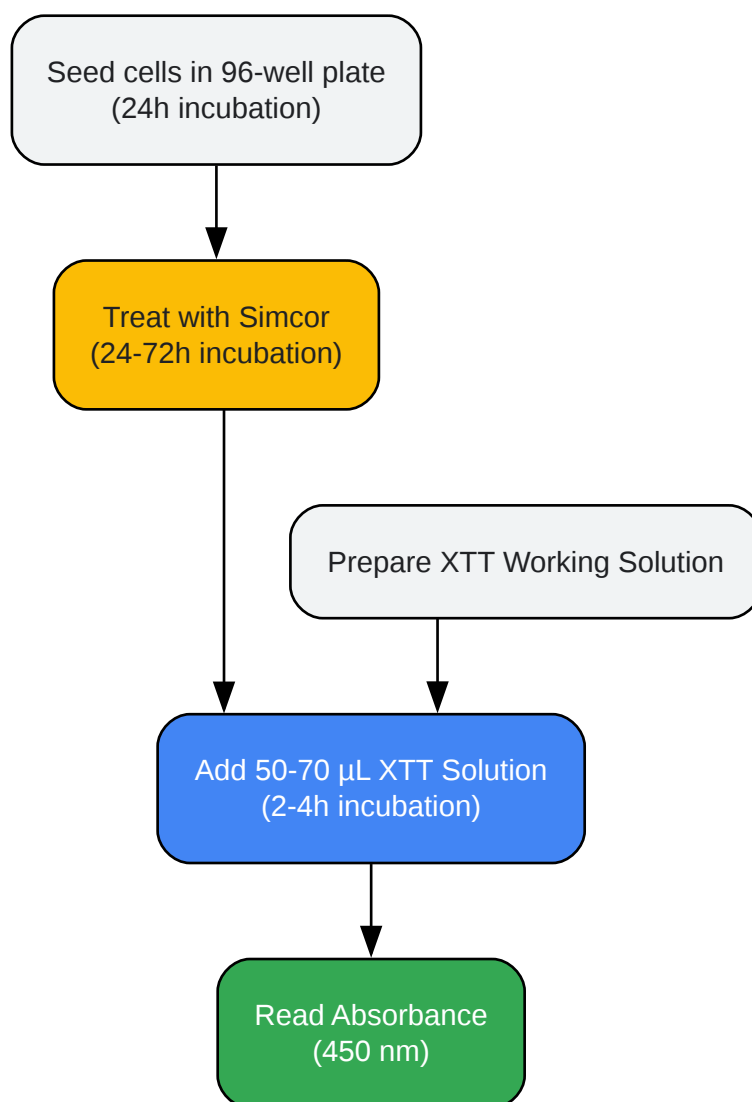 Seed cells in 96-well plate
(24h incubation)
Treat with Simcor
(24-72h incubation)
Prepare XTT Working Solution
Add 50-70 µL XTT Solution
(2-4h incubation)
Read Absorbance
(450 nm)